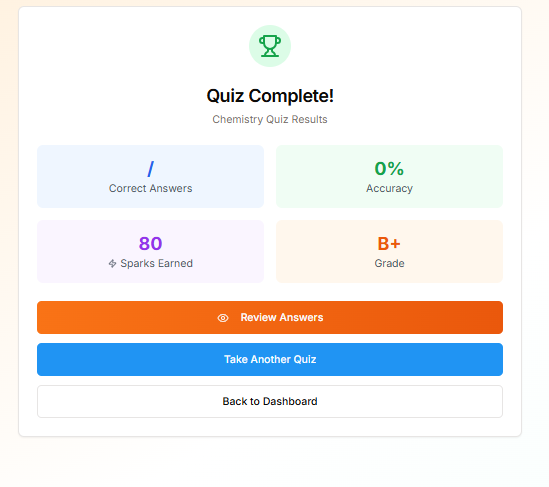 Quiz Complete!
Chemistry Quiz Results
/
Correct Answers
0%
Accuracy
80
Sparks Earned
B+
Grade
Review Answers
Take Another Quiz
Back to Dashboard